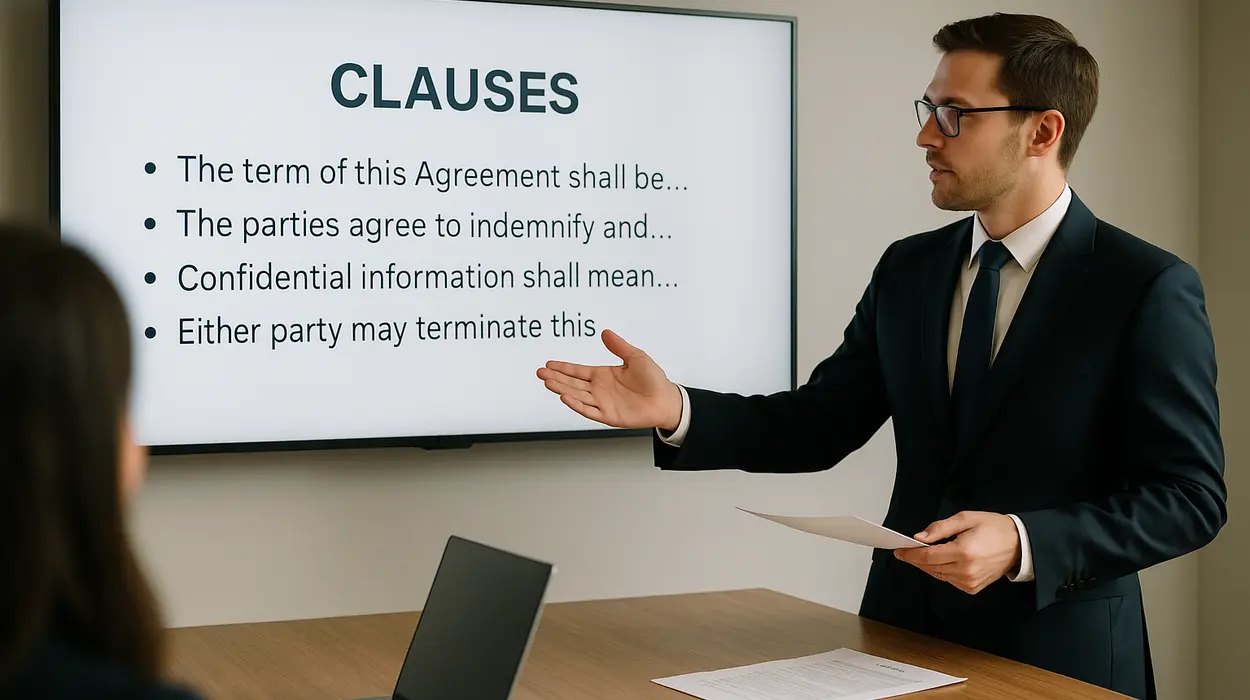 CLAUSES
• The term of this Agreement shall be...
• The parties agree to indemnify and...
• Confidential information shall mean...
• Either party may terminate this